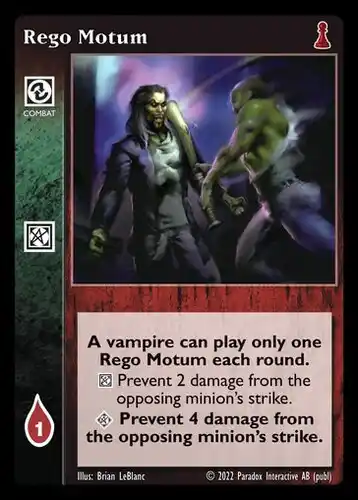 Rego Motum
COMBAT
A vampire can play only one
Rego Motum each round.
Prevent 2 damage from the
opposing minion's strike.
Prevent 4 damage from
the opposing minion's strike.
1
Illus: Brian LeBlanc © 2022 Paradox Interactive AB (publ)